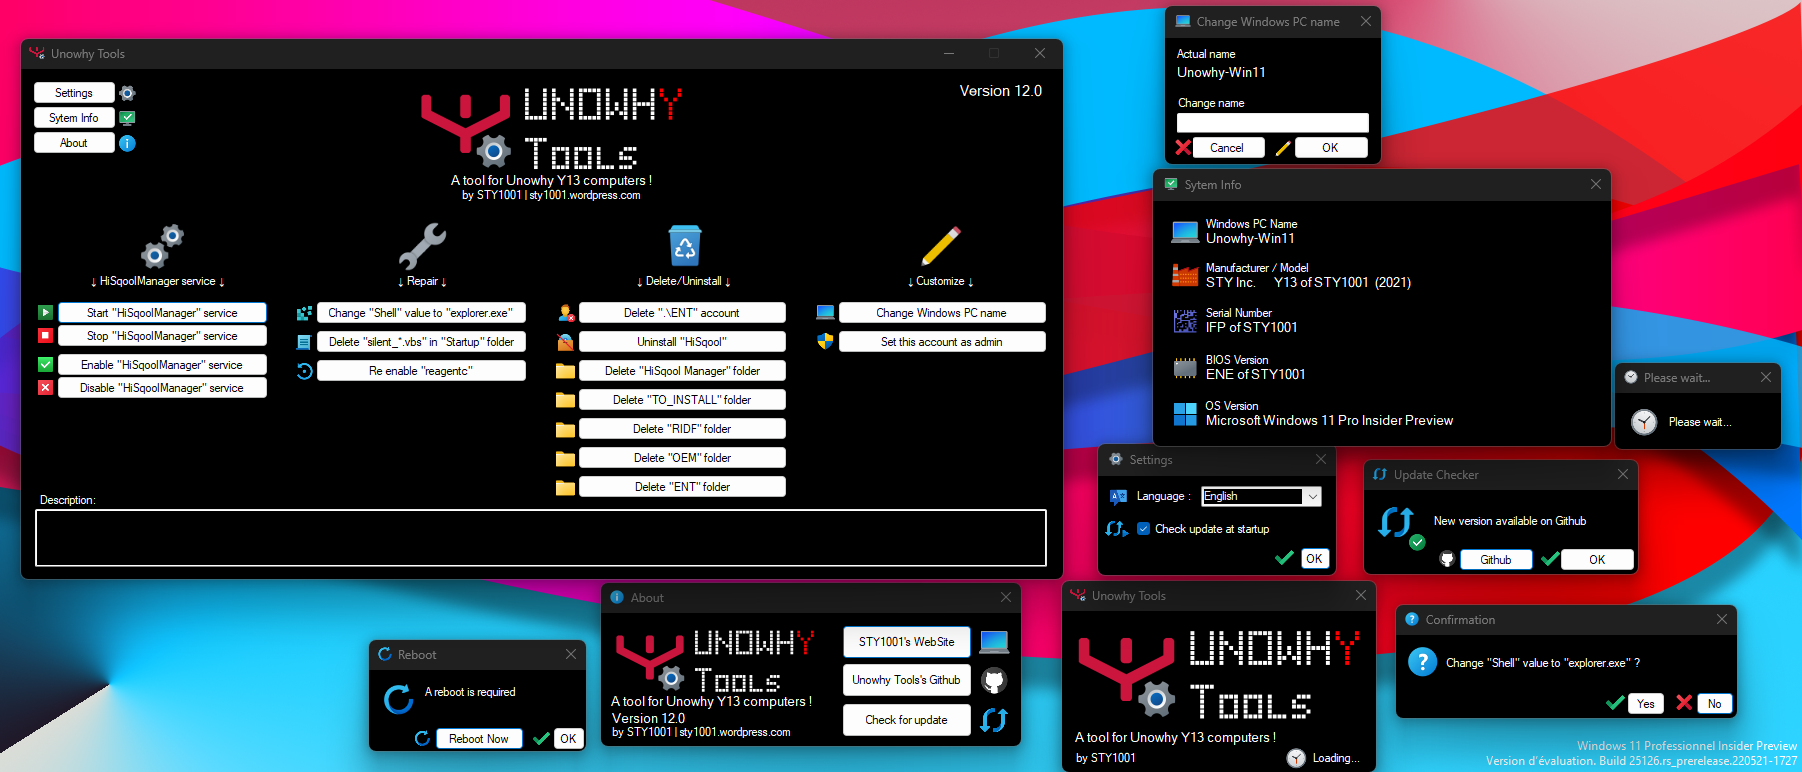 Unowhy Tools
Settings
Sytem Info
About
UNOWHY
Tools
A tool for Unowhy Y13 computers !
by STY1001 | sty1001.wordpress.com
Version 12.0
↓ HiSqoolManager service ↓
Start "HiSqoolManager" service
Stop "HiSqoolManager" service
Enable "HiSqoolManager" service
Disable "HiSqoolManager" service
↓ Repair ↓
Change "Shell" value to "explorer.exe"
Delete "silent_*.vbs" in "Startup" folder
Re enable "reagentc"
↓ Delete/Uninstall ↓
Delete ".\ENT" account
Uninstall "HiSqool"
Delete "HiSqool Manager" folder
Delete "TO_INSTALL" folder
Delete "RIDF" folder
Delete "OEM" folder
Delete "ENT" folder
↓ Customize ↓
Change Windows PC name
Set this account as admin
Description:
Change Windows PC name
Actual name
Unowhy-Win11
Change name
Cancel
OK
Sytem Info
Windows PC Name
Unowhy-Win11
Manufacturer / Model
STY Inc. Y13 of STY1001 (2021)
Serial Number
IFP of STY1001
BIOS Version
ENE of STY1001
OS Version
Microsoft Windows 11 Pro Insider Preview
Please wait...
Please wait...
Settings
Language :
English
Check update at startup
OK
Update Checker
New version available on Github
Github
OK
Reboot
A reboot is required
Reboot Now
OK
About
UNOWHY
Tools
A tool for Unowhy Y13 computers !
Version 12.0
by STY1001 | sty1001.wordpress.com
STY1001's WebSite
Unowhy Tools's Github
Check for update
Unowhy Tools
UNOWHY
Tools
A tool for Unowhy Y13 computers !
by STY1001
Loading...
Confirmation
Change "Shell" value to "explorer.exe" ?
Yes
No
Windows 11 Professionnel Insider Preview
Version d'évaluation. Build 25126.rs_prerelease.220521-1727